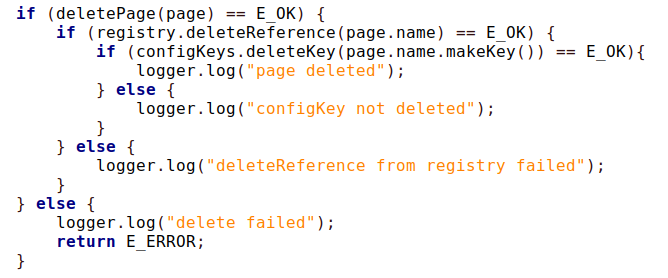 if (deletePage(page) == E_OK) {
    if (registry.deleteReference(page.name) == E_OK) {
        if (configKeys.deleteKey(page.name.makeKey()) == E_OK){
            logger.log("page deleted");
        } else {
            logger.log("configKey not deleted");
        }
    } else {
        logger.log("deleteReference from registry failed");
    }
} else {
    logger.log("delete failed");
    return E_ERROR;
}